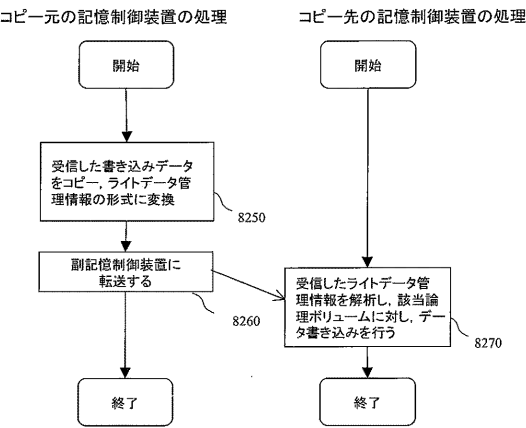 コピー元の記憶制御装置の処理
開始
受信した書き込みデータ
をコピー，ライトデータ管
理情報の形式に変換
8250
副記憶制御装置に
転送する
8260
終了
コピー先の記憶制御装置の処理
開始
受信したライトデータ管
理情報を解析し，該当論
理ボリュームに対し，デー
タ書き込みを行う
8270
終了